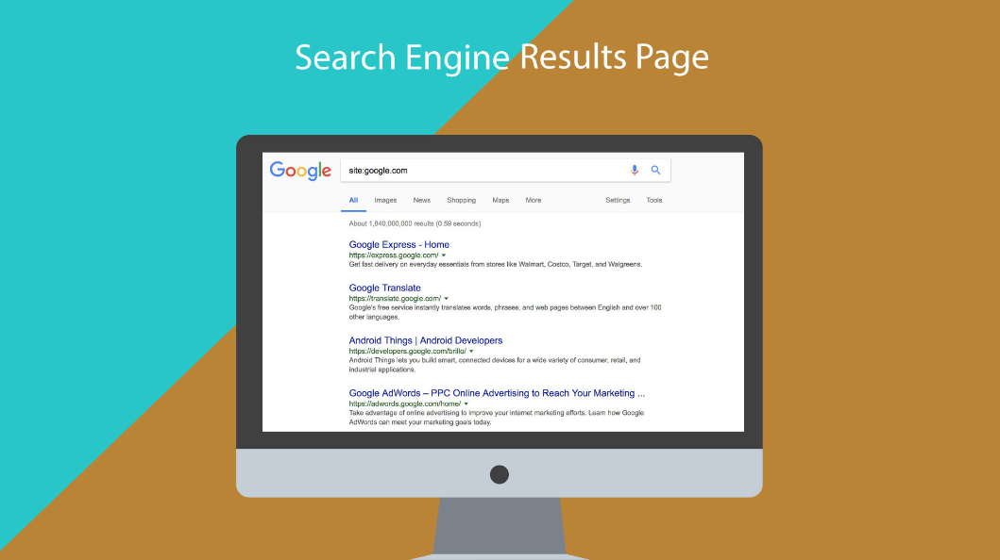 Search Engine Results Page
Google
site:google.com
All Images News Shopping Maps More Settings Tools
About 1,840,000,000 results (0.59 seconds)
Google Express - Home
https://express.google.com/
Get fast delivery on everyday essentials from stores like Walmart, Costco, Target, and Walgreens.
Google Translate
https://translate.google.com/
Google's free service instantly translates words, phrases, and web pages between English and over 100
other languages.
Android Things | Android Developers
https://developers.google.com/brillo/
Android Things lets you build smart, connected devices for a wide variety of consumer, retail, and
industrial applications.
Google AdWords – PPC Online Advertising to Reach Your Marketing ...
https://adwords.google.com/home/
Take advantage of online advertising to improve your internet marketing efforts. Learn how Google
AdWords can meet your marketing goals today.